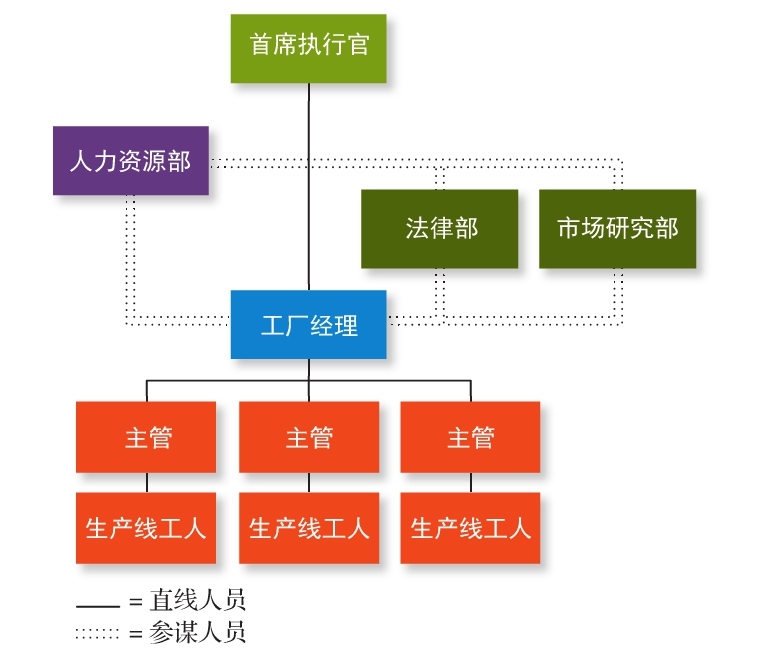 首席执行官
人力资源部
法律部
市场研究部
工厂经理
主管
主管
主管
生产线工人
生产线工人
生产线工人
= 直线人员
= 参谋人员